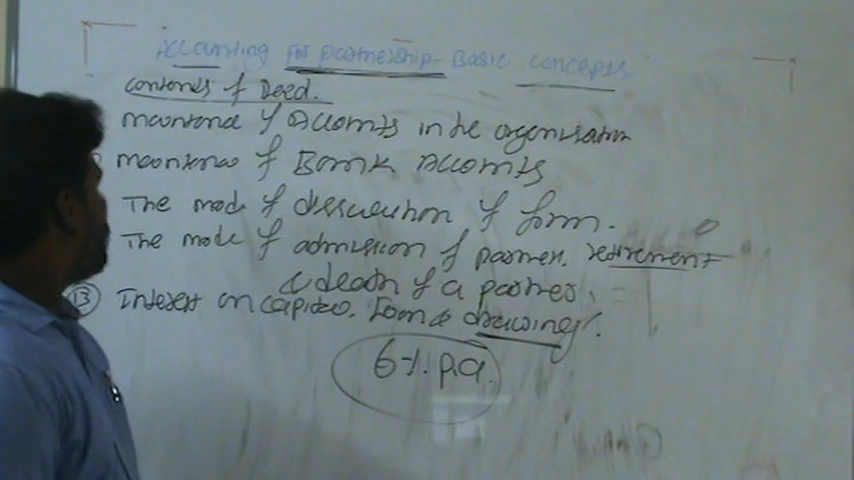 Accounting for partnership - Basic concepts
contents of Deed.
maintenance of Accounts in the organisation
maintenance of Bank Accounts
The mode of dissolution of firm.
The mode of admission of partner. retirement
& death of a partner.
13 Interest on capital. Loan & drawings.
6%. p.a.